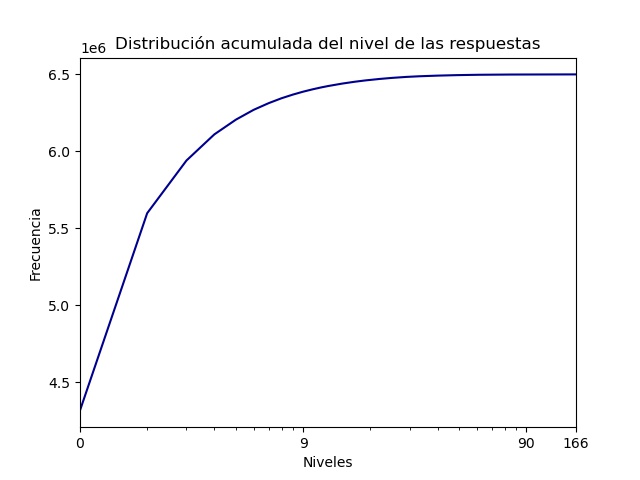 Distribución acumulada del nivel de las respuestas
1e6
6.5
6.0
5.5
5.0
4.5
Frecuencia
0 9 90 166
Niveles